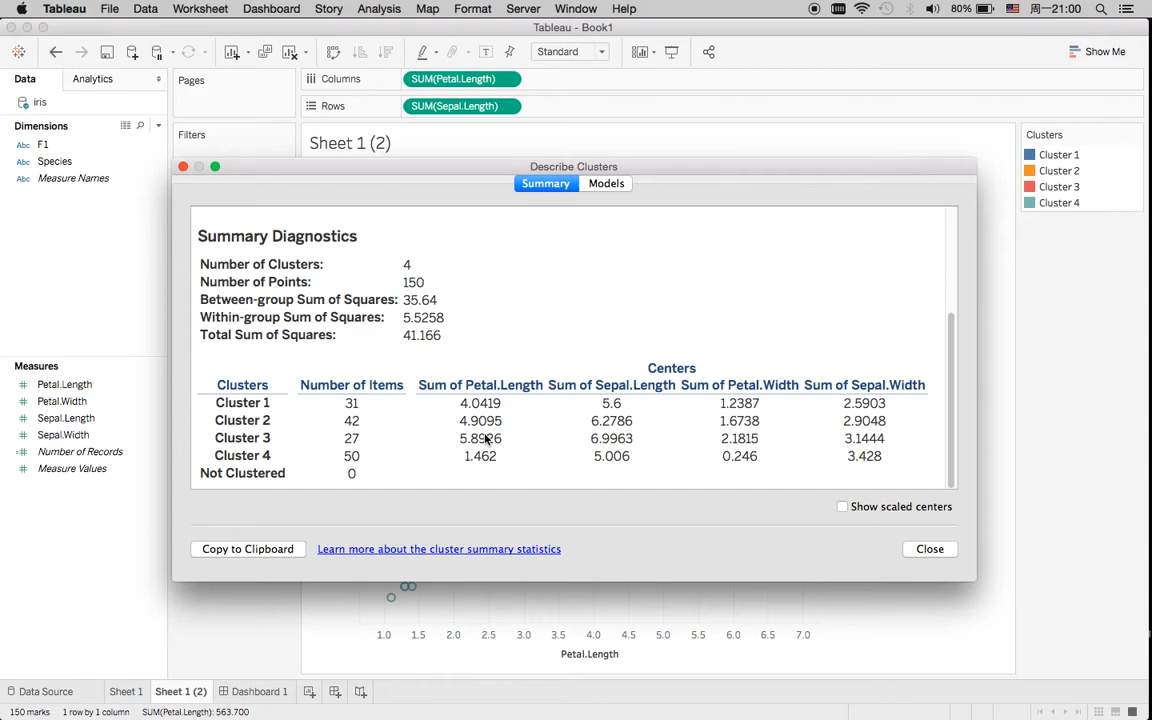 Tableau File Data Worksheet Dashboard Story Analysis Map Format Server Window Help 80% 周一21:00
Tableau - Book1
Standard Show Me
Data Analytics Pages Columns SUM(Petal.Length)
iris Rows SUM(Sepal.Length)
Dimensions Filters Sheet 1 (2) Clusters
Abc F1
Abc Species
Abc Measure Names
Cluster 1
Cluster 2
Cluster 3
Cluster 4
Describe Clusters
Summary Models
Summary Diagnostics
Number of Clusters: 4
Number of Points: 150
Between-group Sum of Squares: 35.64
Within-group Sum of Squares: 5.5258
Total Sum of Squares: 41.166
Centers
Clusters Number of Items Sum of Petal.Length Sum of Sepal.Length Sum of Petal.Width Sum of Sepal.Width
Cluster 1 31 4.0419 5.6 1.2387 2.5903
Cluster 2 42 4.9095 6.2786 1.6738 2.9048
Cluster 3 27 5.8926 6.9963 2.1815 3.1444
Cluster 4 50 1.462 5.006 0.246 3.428
Not Clustered 0
Show scaled centers
Copy to Clipboard Learn more about the cluster summary statistics Close
Measures
Petal.Length
Petal.Width
Sepal.Length
Sepal.Width
Number of Records
Measure Values
1.0 1.5 2.0 2.5 3.0 3.5 4.0 4.5 5.0 5.5 6.0 6.5 7.0
Petal.Length
Data Source Sheet 1 Sheet 1 (2) Dashboard 1
150 marks 1 row by 1 column SUM(Petal.Length): 563.700